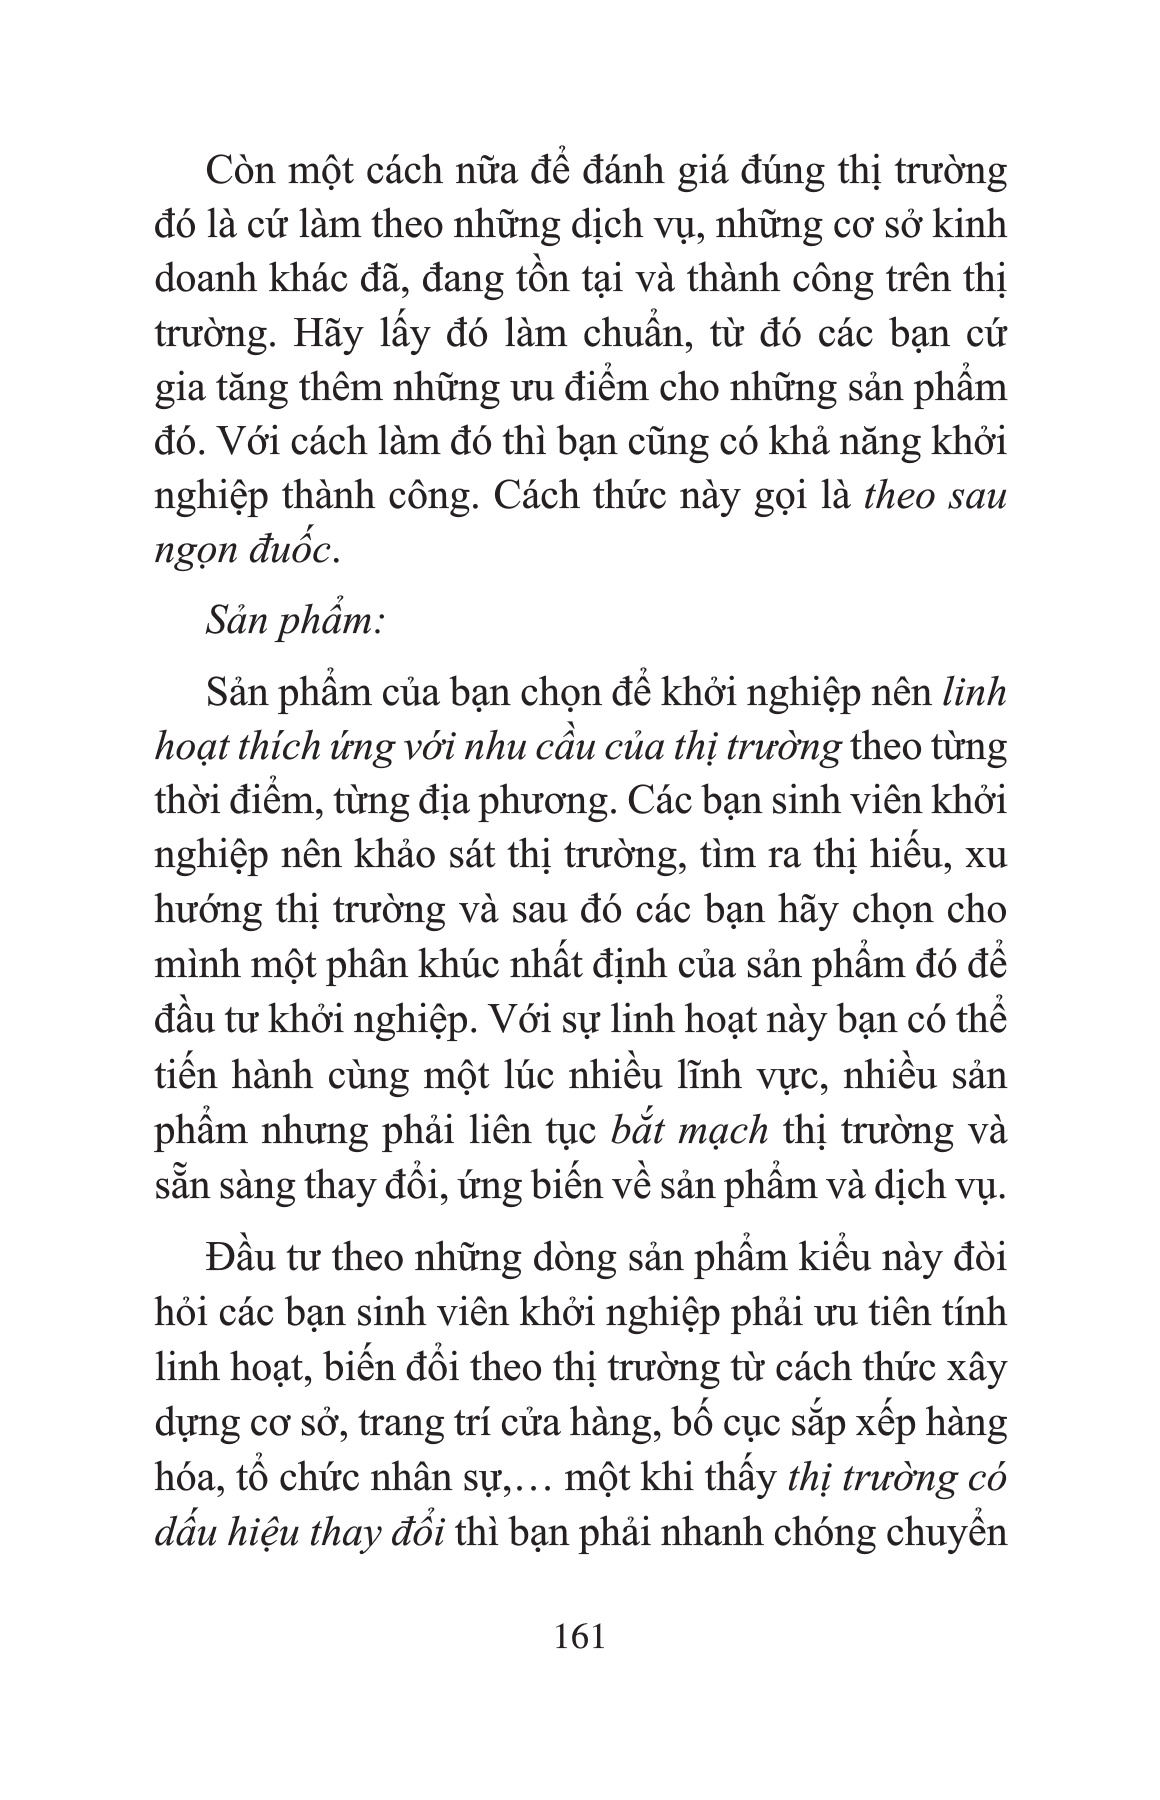 Còn một cách nữa để đánh giá đúng thị trường
đó là cứ làm theo những dịch vụ, những cơ sở kinh
doanh khác đã, đang tồn tại và thành công trên thị
trường. Hãy lấy đó làm chuẩn, từ đó các bạn cứ
gia tăng thêm những ưu điểm cho những sản phẩm
đó. Với cách làm đó thì bạn cũng có khả năng khởi
nghiệp thành công. Cách thức này gọi là theo sau
ngọn đuốc.
Sản phẩm:
Sản phẩm của bạn chọn để khởi nghiệp nên linh
hoạt thích ứng với nhu cầu của thị trường theo từng
thời điểm, từng địa phương. Các bạn sinh viên khởi
nghiệp nên khảo sát thị trường, tìm ra thị hiếu, xu
hướng thị trường và sau đó các bạn hãy chọn cho
mình một phân khúc nhất định của sản phẩm đó để
đầu tư khởi nghiệp. Với sự linh hoạt này bạn có thể
tiến hành cùng một lúc nhiều lĩnh vực, nhiều sản
phẩm nhưng phải liên tục bắt mạch thị trường và
sẵn sàng thay đổi, ứng biến về sản phẩm và dịch vụ.
Đầu tư theo những dòng sản phẩm kiểu này đòi
hỏi các bạn sinh viên khởi nghiệp phải ưu tiên tính
linh hoạt, biến đổi theo thị trường từ cách thức xây
dựng cơ sở, trang trí cửa hàng, bố cục sắp xếp hàng
hóa, tổ chức nhân sự,… một khi thấy thị trường có
dấu hiệu thay đổi thì bạn phải nhanh chóng chuyển
161